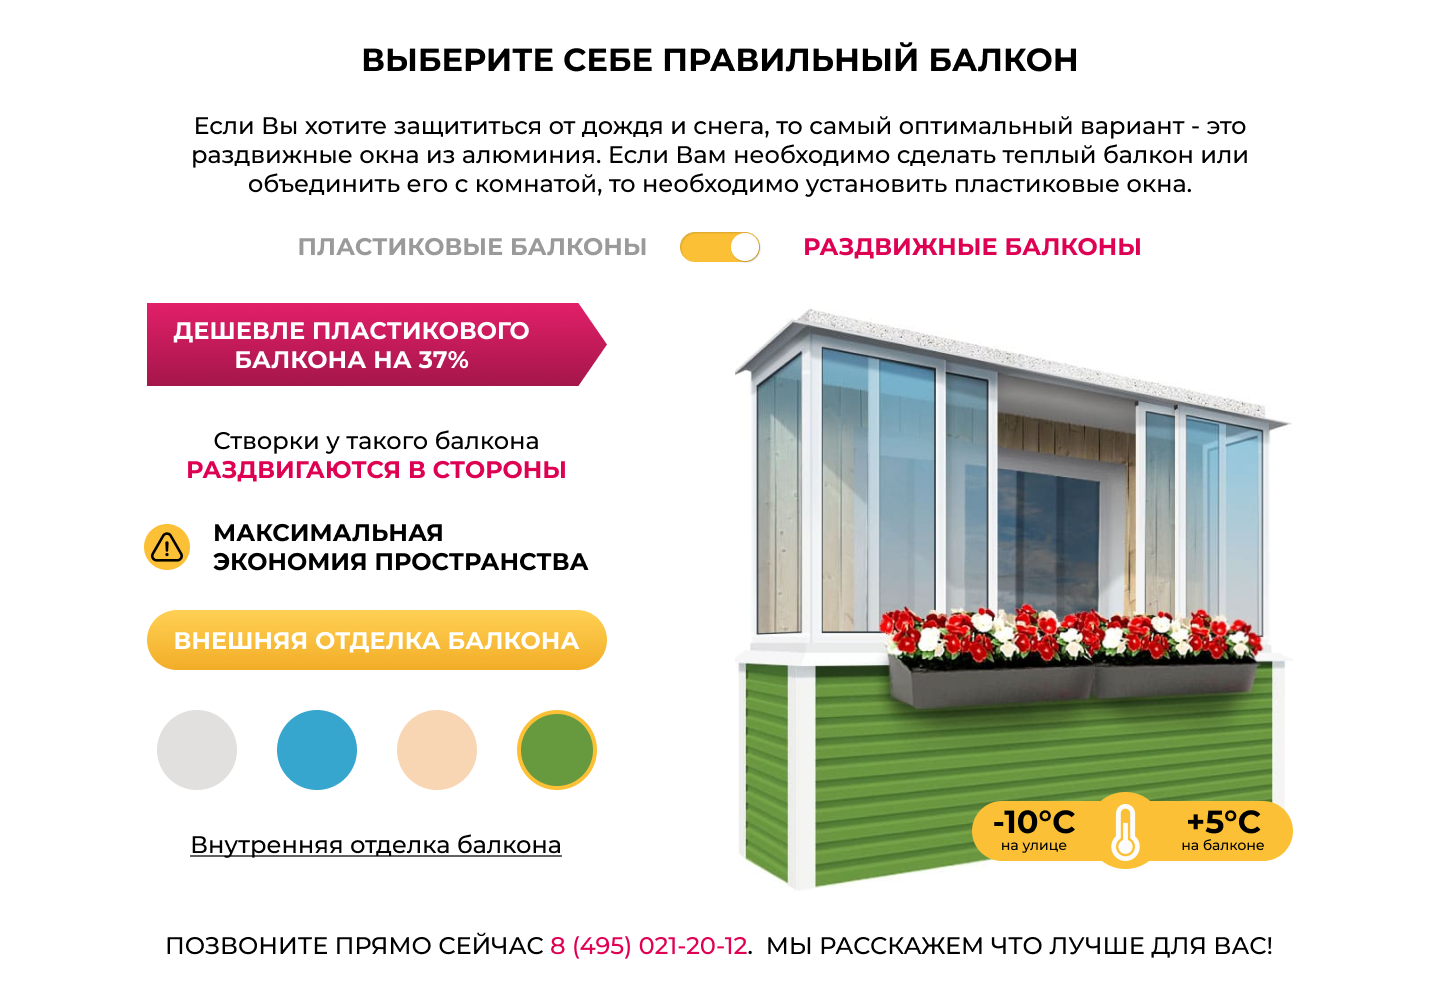 ВЫБЕРИТЕ СЕБЕ ПРАВИЛЬНЫЙ БАЛКОН
Если Вы хотите защититься от дождя и снега, то самый оптимальный вариант - это
раздвижные окна из алюминия. Если Вам необходимо сделать теплый балкон или
объединить его с комнатой, то необходимо установить пластиковые окна.
ПЛАСТИКОВЫЕ БАЛКОНЫ
РАЗДВИЖНЫЕ БАЛКОНЫ
ДЕШЕВЛЕ ПЛАСТИКОВОГО
БАЛКОНА НА 37%
Створки у такого балкона
РАЗДВИГАЮТСЯ В СТОРОНЫ
МАКСИМАЛЬНАЯ
ЭКОНОМИЯ ПРОСТРАНСТВА
ВНЕШНЯЯ ОТДЕЛКА БАЛКОНА
Внутренняя отделка балкона
-10°C
на улице
+5°C
на балконе
ПОЗВОНИТЕ ПРЯМО СЕЙЧАС 8 (495) 021-20-12. МЫ РАССКАЖЕМ ЧТО ЛУЧШЕ ДЛЯ ВАС!